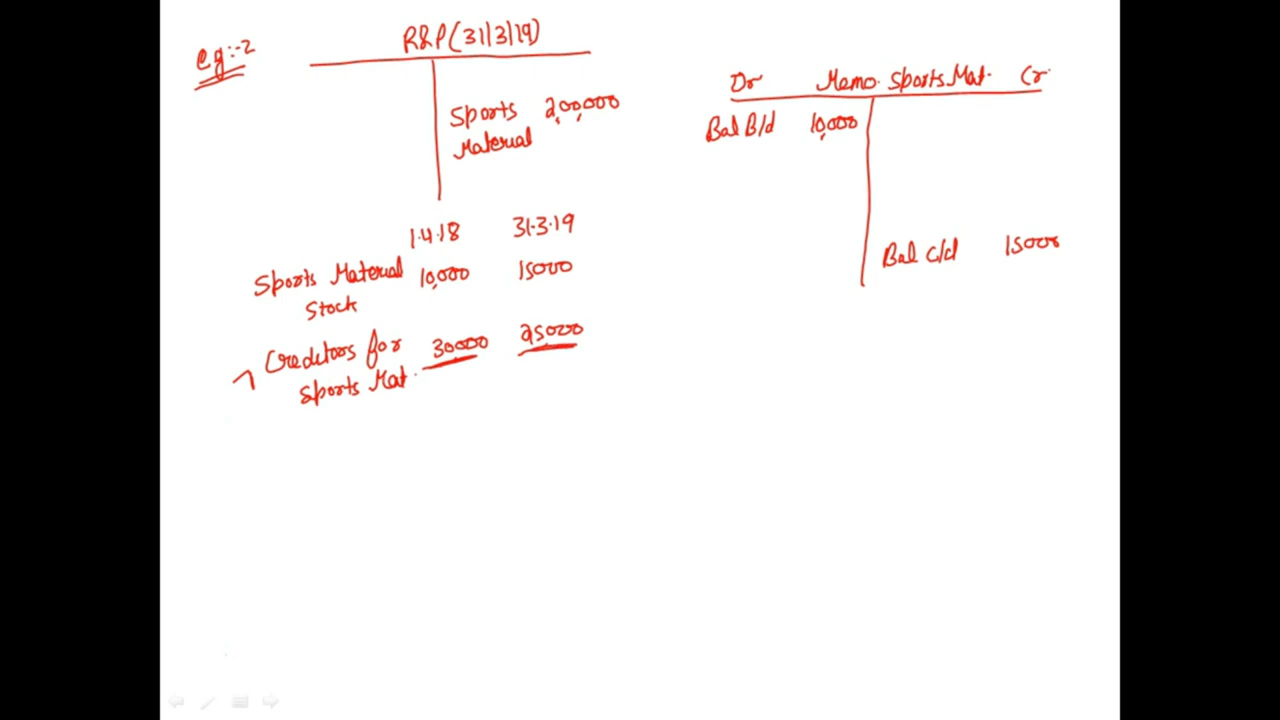 eg:-2
R&P (31/3/19)
Sports 2,00,000
Material
1.4.18 31.3.19
Sports Material 10,000 15000
Stock
Creditors for 30000 25000
Sports Mat.
Dr Memo. Sports Mat. Cr.
Bal B/d 10,000
Bal c/d 15000